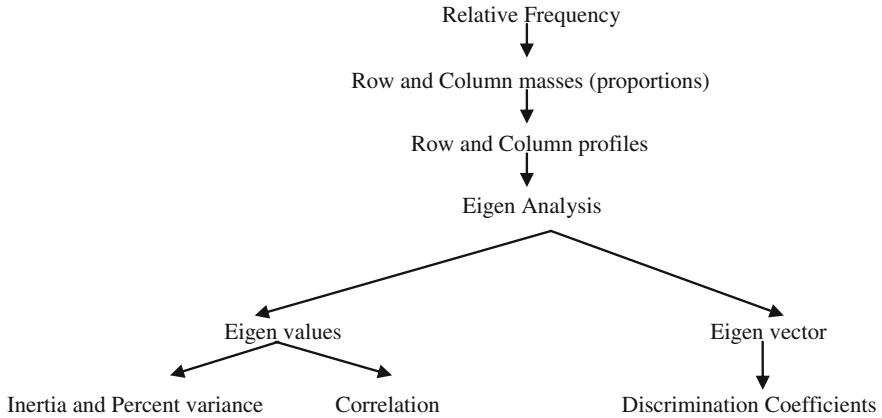 Relative Frequency
Row and Column masses (proportions)
Row and Column profiles
Eigen Analysis
Eigen values
Eigen vector
Inertia and Percent variance
Correlation
Discrimination Coefficients